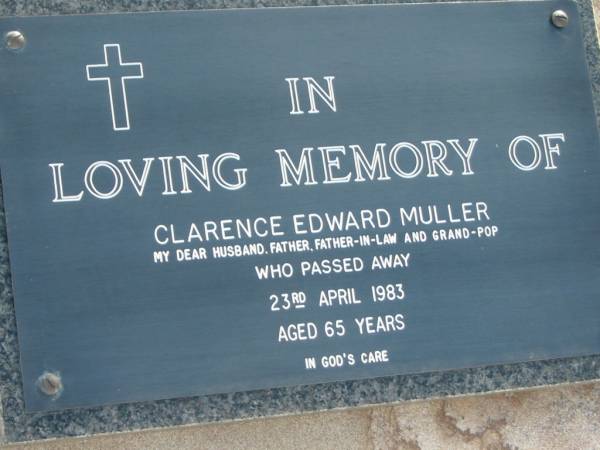 IN
LOVING MEMORY OF
CLARENCE EDWARD MULLER
MY DEAR HUSBAND, FATHER, FATHER-IN-LAW AND GRAND-POP
WHO PASSED AWAY
23RD APRIL 1983
AGED 65 YEARS
IN GOD'S CARE